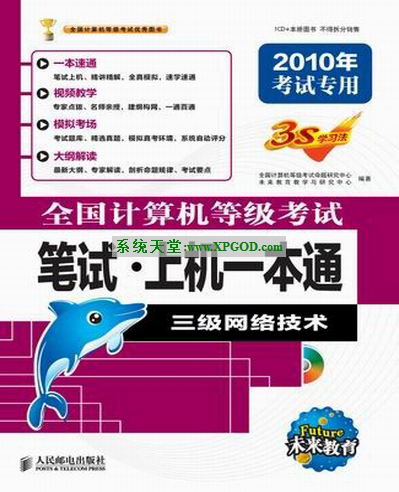 全国计算机等级考试优秀图书
1CD+本册图书 不得拆分销售
一本速通
笔试上机、精讲精解、全真模拟、速学速通
视频教学
专家点拨、名师亲授、建纲构网、一通百通
模拟考场
考试题库、精选真题、模拟真考环境、系统自动评分
大纲解读
最新大纲、专家解读、剖析命题规律、考试要点
2010年
考试专用
3S学习法
全国计算机等级考试命题研究中心
未来教育教学与研究中心
编著
全国计算机等级考试
系统天堂:www.XPGOD.com
笔试·上机一本通
三级网络技术
Future
未来教育
人民邮电出版社
POSTS & TELECOM PRESS